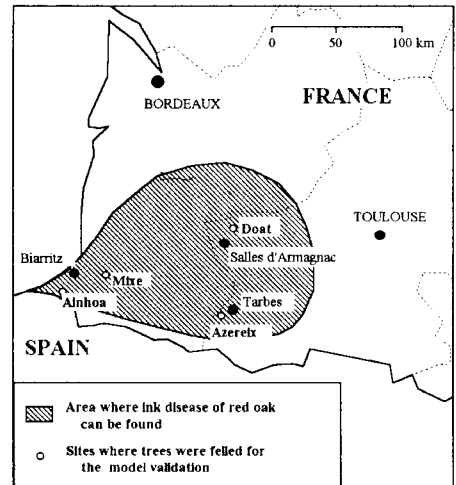 0 50 100 km
BORDEAUX
FRANCE
TOULOUSE
Doat
Salles d'Armagnac
Biarritz
Mixe
Ainhoa
Tarbes
Azereix
SPAIN
Area where ink disease of red oak
can be found
Sites where trees were felled for
the model validation